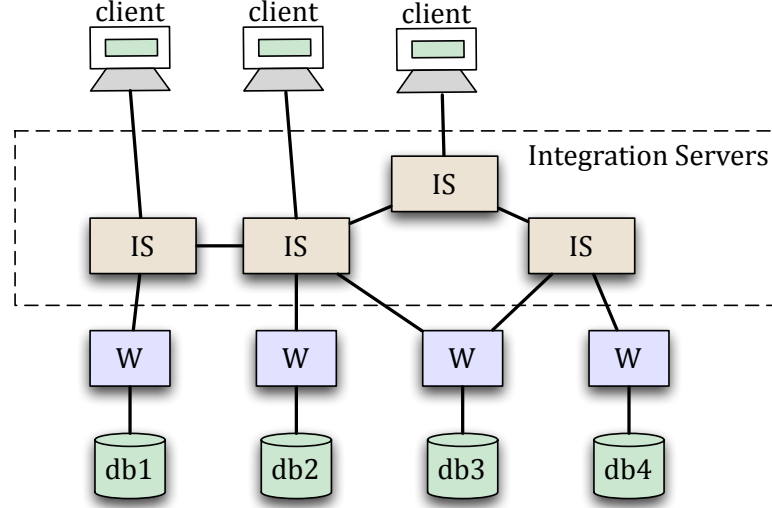 client
client
client
Integration Servers
IS
IS
IS
IS
W
W
W
W
db1
db2
db3
db4